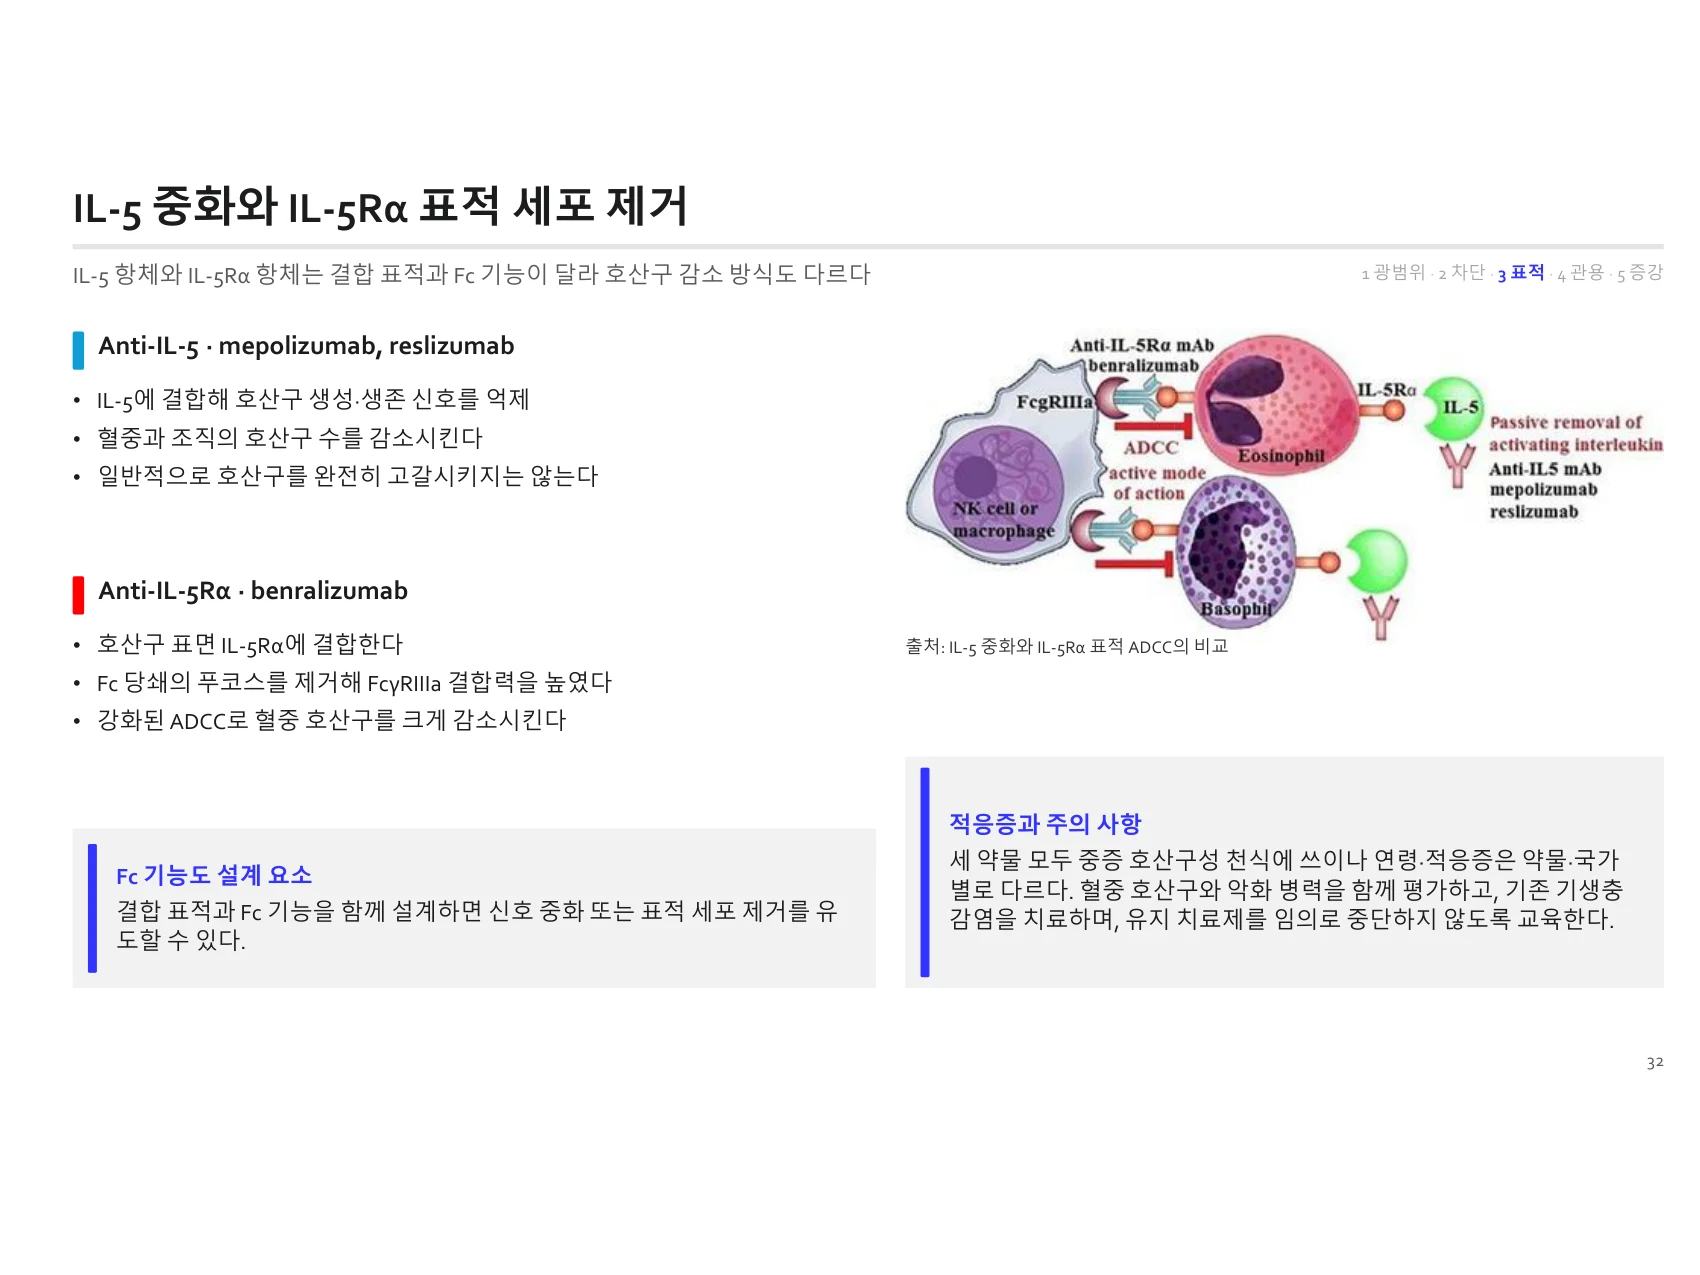 IL-5 중화와 IL-5Rα 표적 세포 제거
IL-5 항체와 IL-5Rα 항체는 결합 표적과 Fc 기능이 달라 호산구 감소 방식도 다르다
1 광범위 · 2 차단 · 3 표적 · 4 관용 · 5 증강
Anti-IL-5 · mepolizumab, reslizumab
• IL-5에 결합해 호산구 생성·생존 신호를 억제
• 혈중과 조직의 호산구 수를 감소시킨다
• 일반적으로 호산구를 완전히 고갈시키지는 않는다
Anti-IL-5Rα · benralizumab
• 호산구 표면 IL-5Rα에 결합한다
• Fc 당쇄의 푸코스를 제거해 FcγRIIIa 결합력을 높였다
• 강화된 ADCC로 혈중 호산구를 크게 감소시킨다
Fc 기능도 설계 요소
결합 표적과 Fc 기능을 함께 설계하면 신호 중화 또는 표적 세포 제거를 유
도할 수 있다.
Anti-IL-5Rα mAb
benralizumab
FcgRIIIa
ADCC
active mode
of action
NK cell or
macrophage
Eosinophil
Basophil
IL-5Rα
IL-5
Passive removal of
activating interleukin
Anti-IL5 mAb
mepolizumab
reslizumab
출처: IL-5 중화와 IL-5Rα 표적 ADCC의 비교
적응증과 주의 사항
세 약물 모두 중증 호산구성 천식에 쓰이나 연령·적응증은 약물·국가
별로 다르다. 혈중 호산구와 악화 병력을 함께 평가하고, 기존 기생충
감염을 치료하며, 유지 치료제를 임의로 중단하지 않도록 교육한다.
32